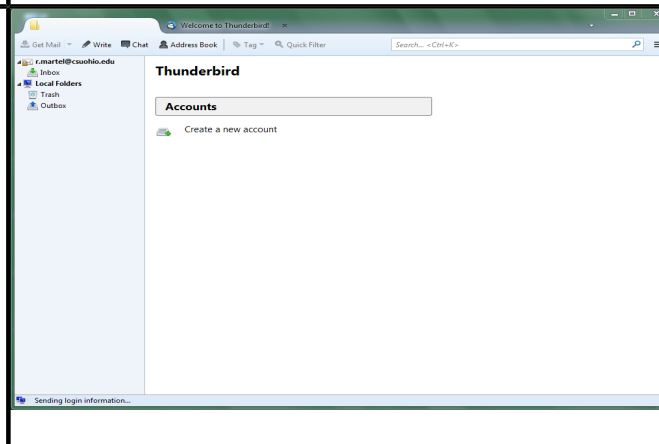 Welcome to Thunderbird!
Get Mail Write Chat Address Book Tag Quick Filter Search... <Ctrl+K>
r.martel@csuohio.edu
Inbox
Local Folders
Trash
Outbox
Thunderbird
Accounts
Create a new account
Sending login information...